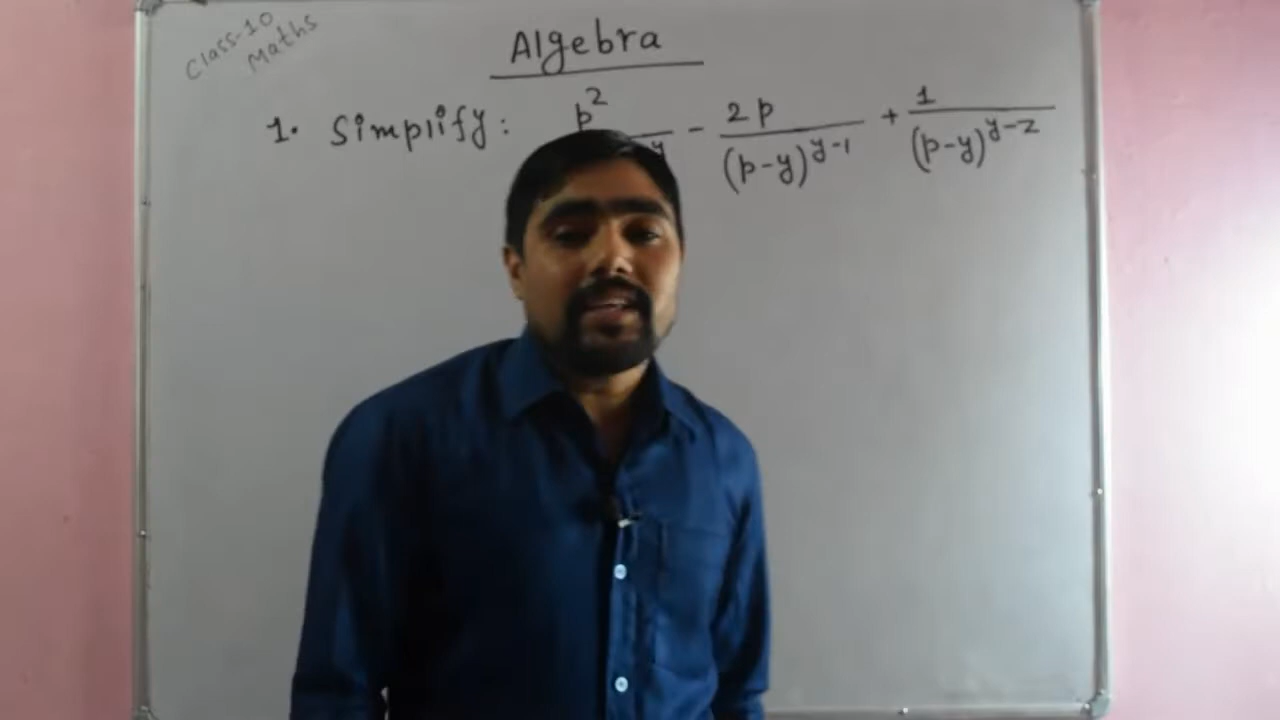 Class-10
Maths
Algebra
1. Simplify: p² / y - 2p / (p-y)^(y-1) + 1 / (p-y)^(y-2)